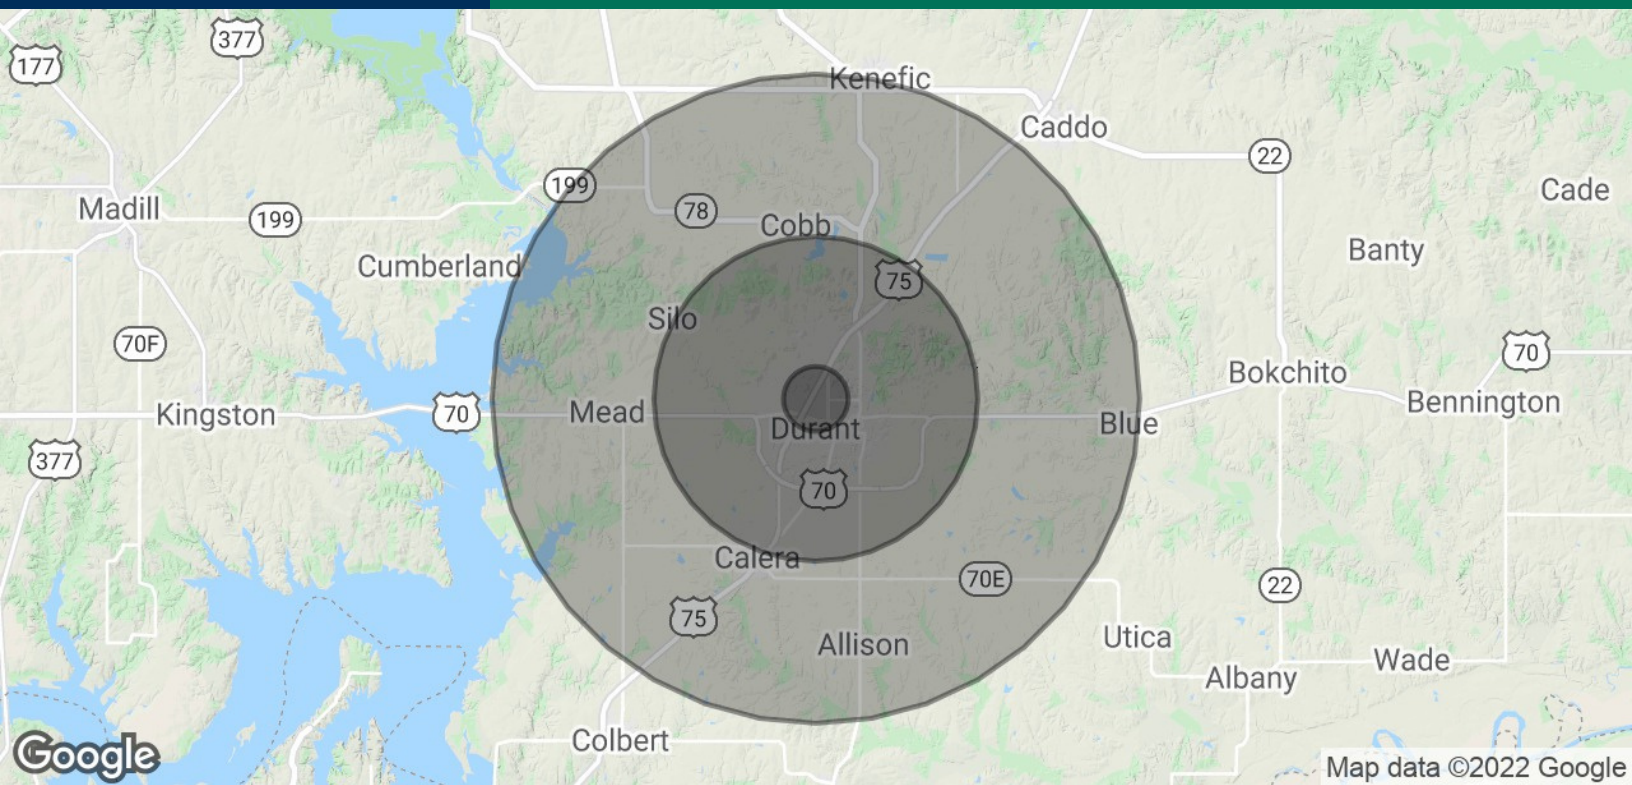 377
177
Kenefic
Caddo
22
199
Cade
Madill
199
78
Cobb
Banty
Cumberland
75
Silo
70F
70
Bokchito
Kingston
70
Mead
Durant
Blue
Bennington
377
70
Calera
70E
22
75
Allison
Utica
Wade
Albany
Colbert
Google
Map data ©2022 Google